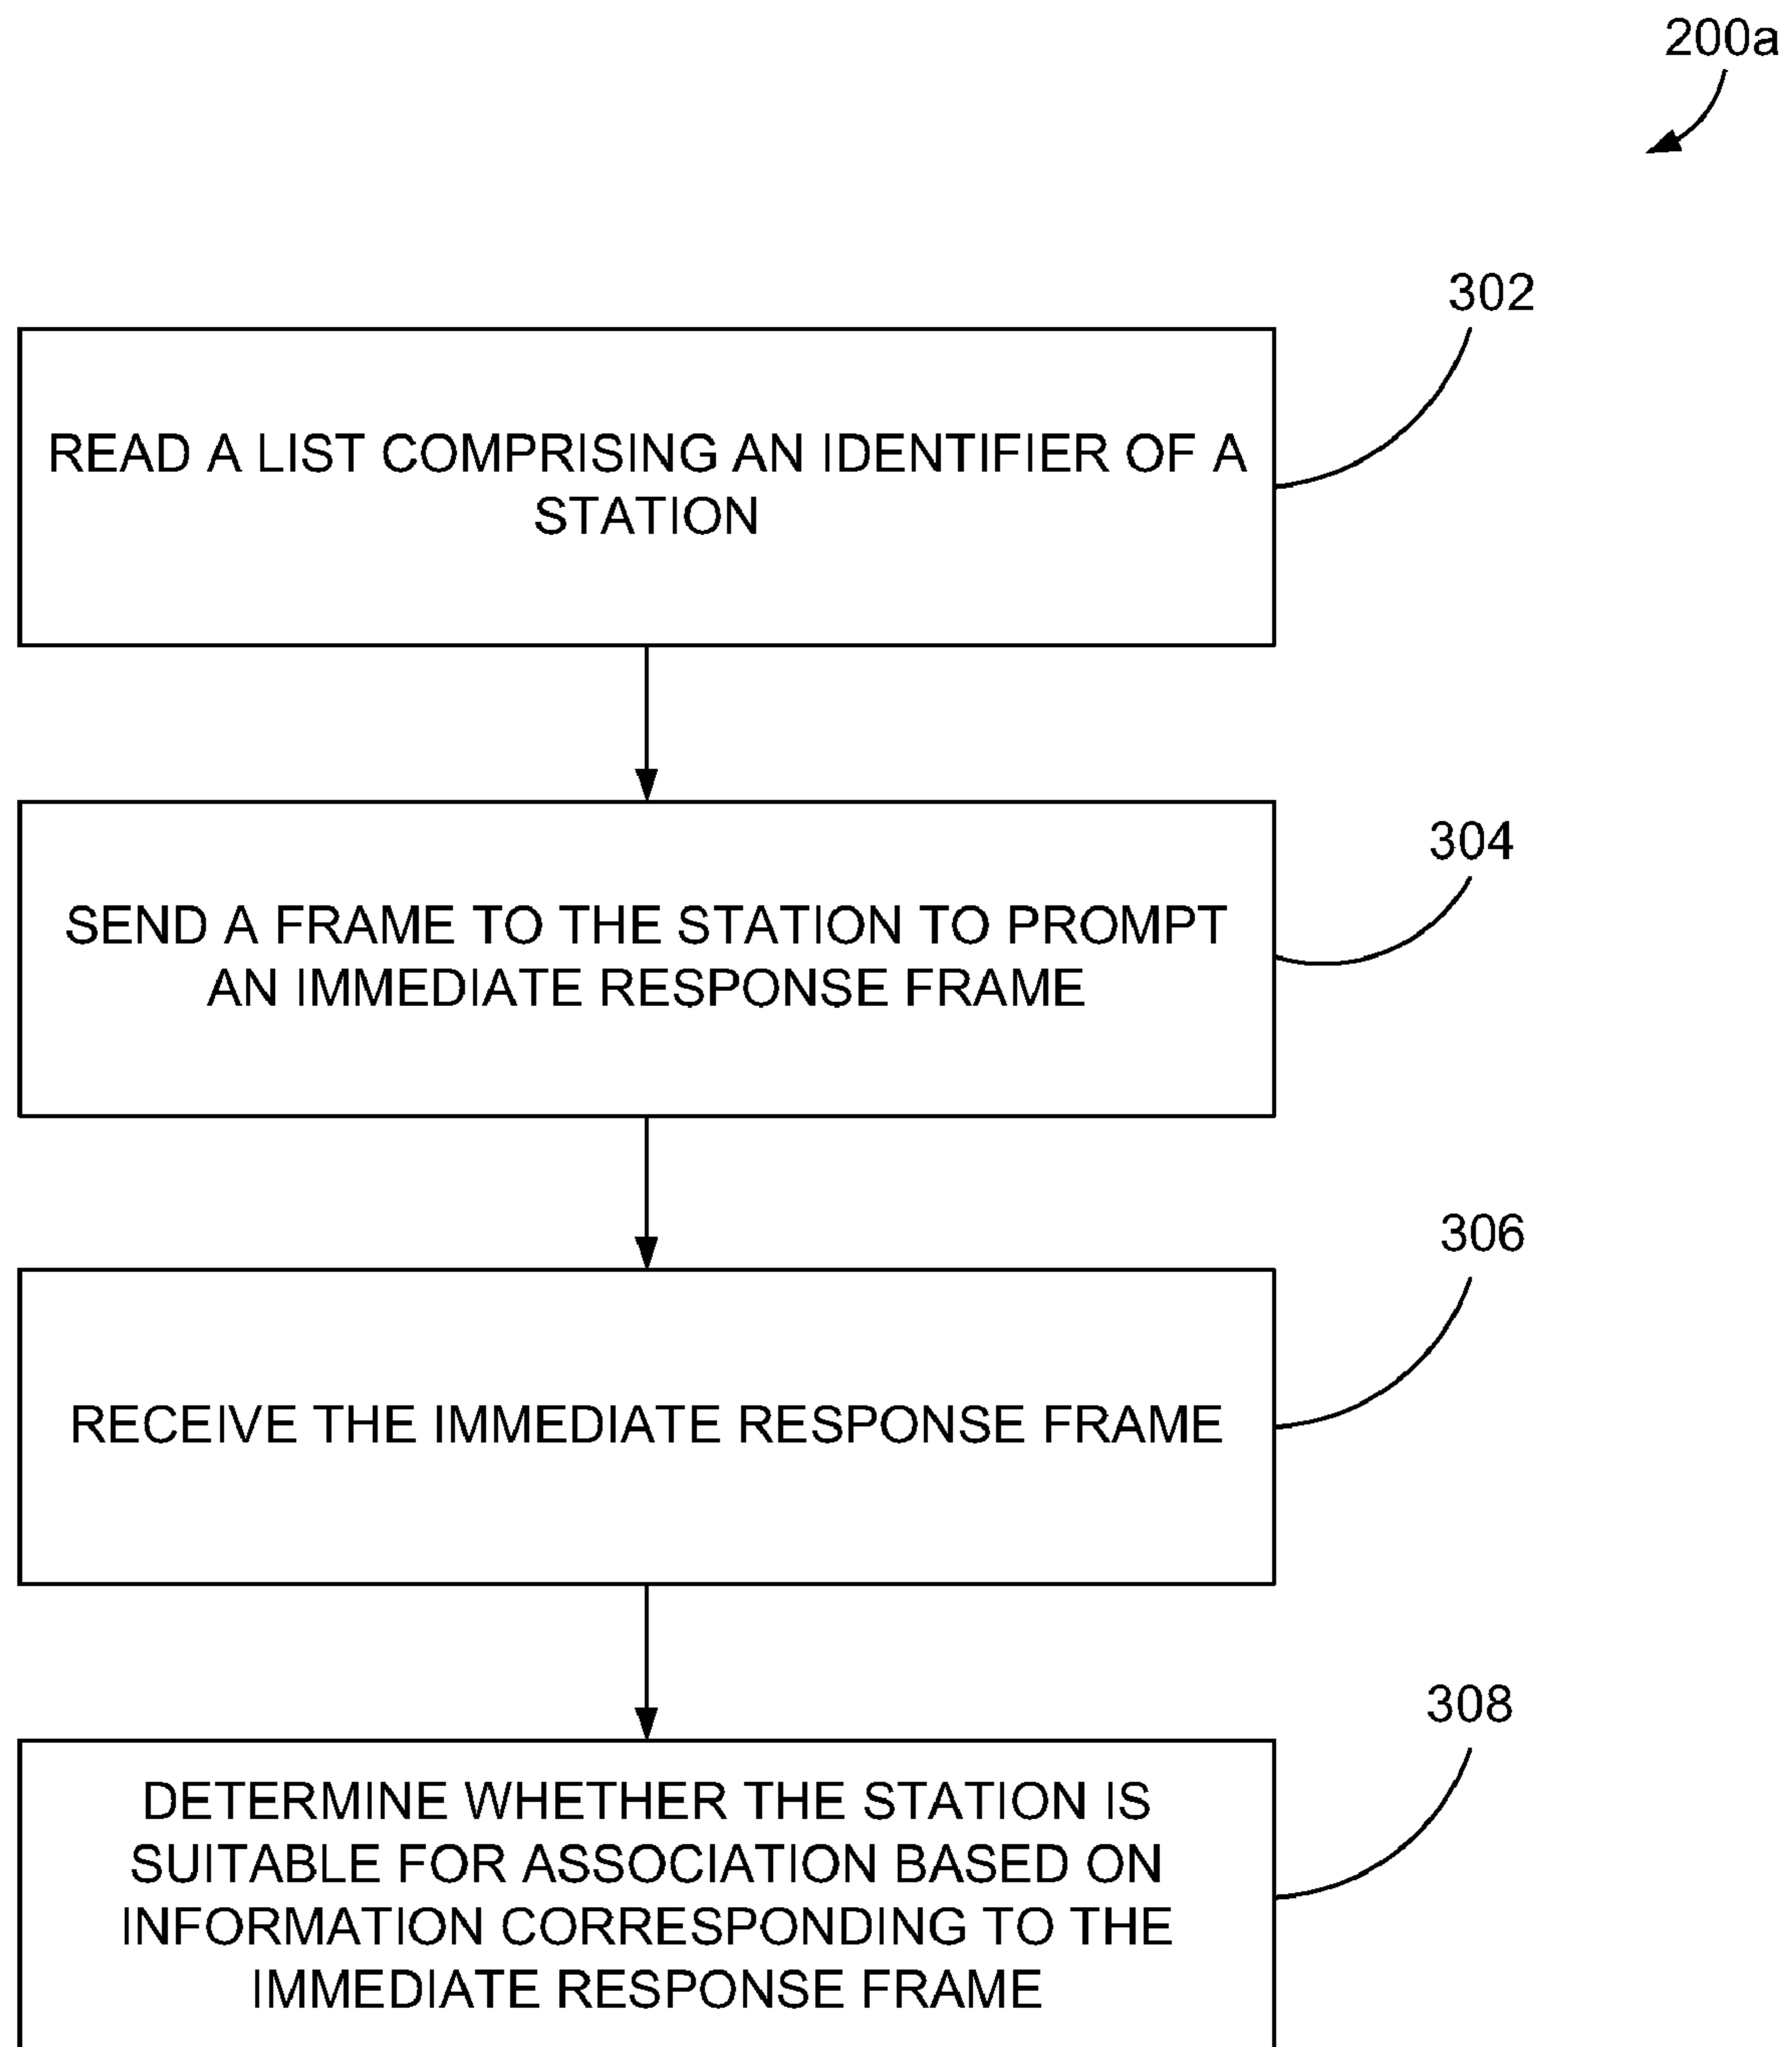 200a
302
READ A LIST COMPRISING AN IDENTIFIER OF A
STATION
304
SEND A FRAME TO THE STATION TO PROMPT
AN IMMEDIATE RESPONSE FRAME
306
RECEIVE THE IMMEDIATE RESPONSE FRAME
308
DETERMINE WHETHER THE STATION IS
SUITABLE FOR ASSOCIATION BASED ON
INFORMATION CORRESPONDING TO THE
IMMEDIATE RESPONSE FRAME